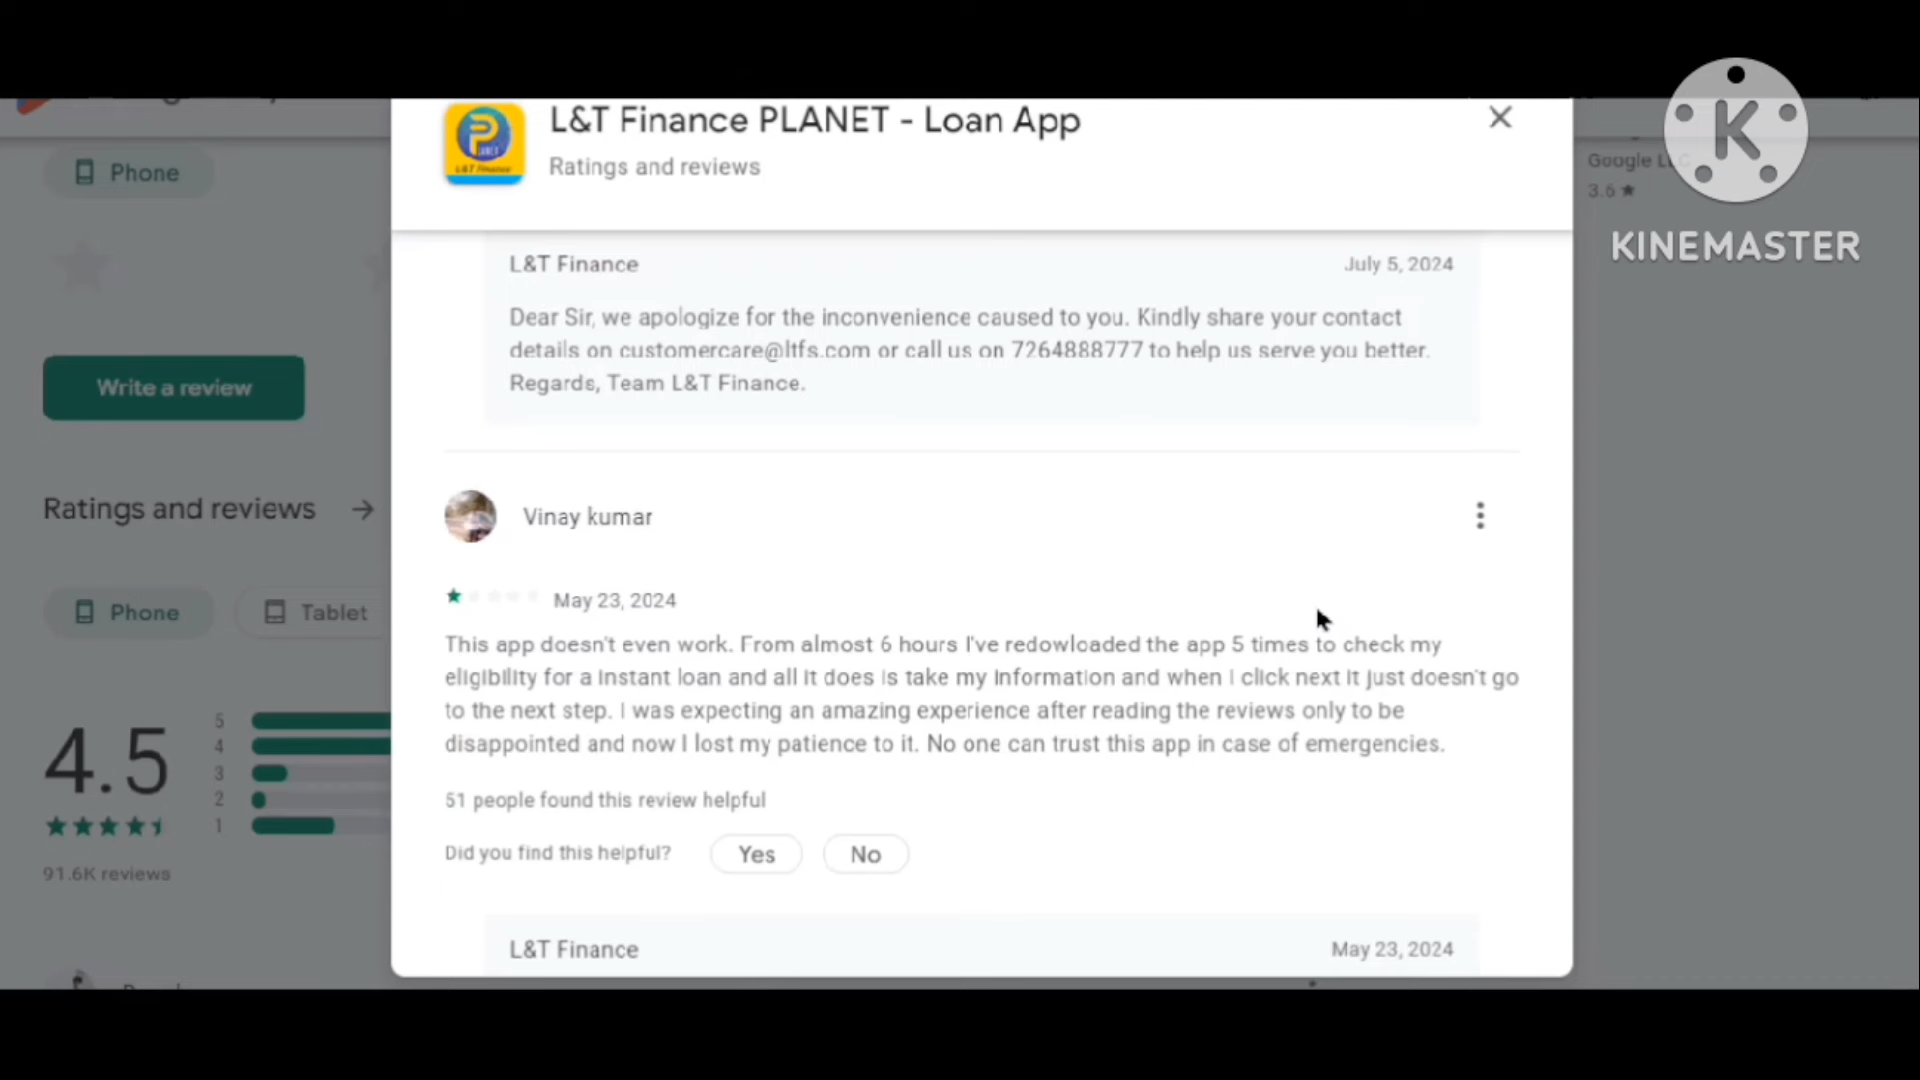 L&T Finance PLANET - Loan App
Ratings and reviews
PLANET
L&T Finance
Google LLC
3.6 ★
KINEMASTER
Phone
Write a review
Ratings and reviews
Phone
Tablet
4.5
5
4
3
2
1
91.6K reviews
L&T Finance
July 5, 2024
Dear Sir, we apologize for the inconvenience caused to you. Kindly share your contact
details on customercare@ltfs.com or call us on 7264888777 to help us serve you better.
Regards, Team L&T Finance.
Vinay kumar
May 23, 2024
This app doesn't even work. From almost 6 hours I've redowloaded the app 5 times to check my
eligibility for a instant loan and all it does is take my information and when I click next it just doesn't go
to the next step. I was expecting an amazing experience after reading the reviews only to be
disappointed and now I lost my patience to it. No one can trust this app in case of emergencies.
51 people found this review helpful
Did you find this helpful?
Yes
No
L&T Finance
May 23, 2024